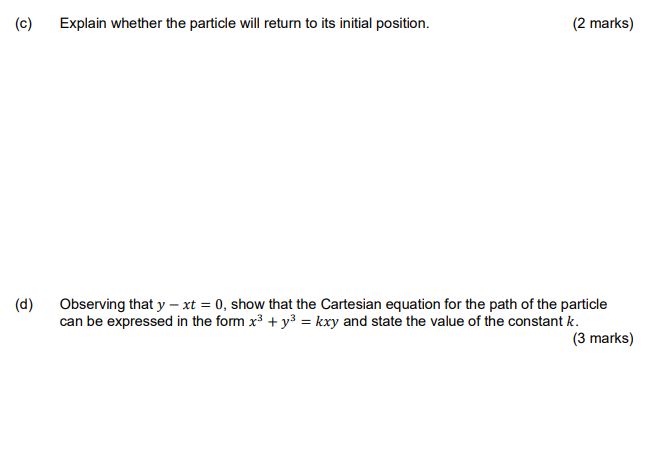 (c) Explain whether the particle will return to its initial position. (2 marks)
(d) Observing that y − xt = 0, show that the Cartesian equation for the path of the particle
can be expressed in the form x³ + y³ = kxy and state the value of the constant k.
(3 marks)